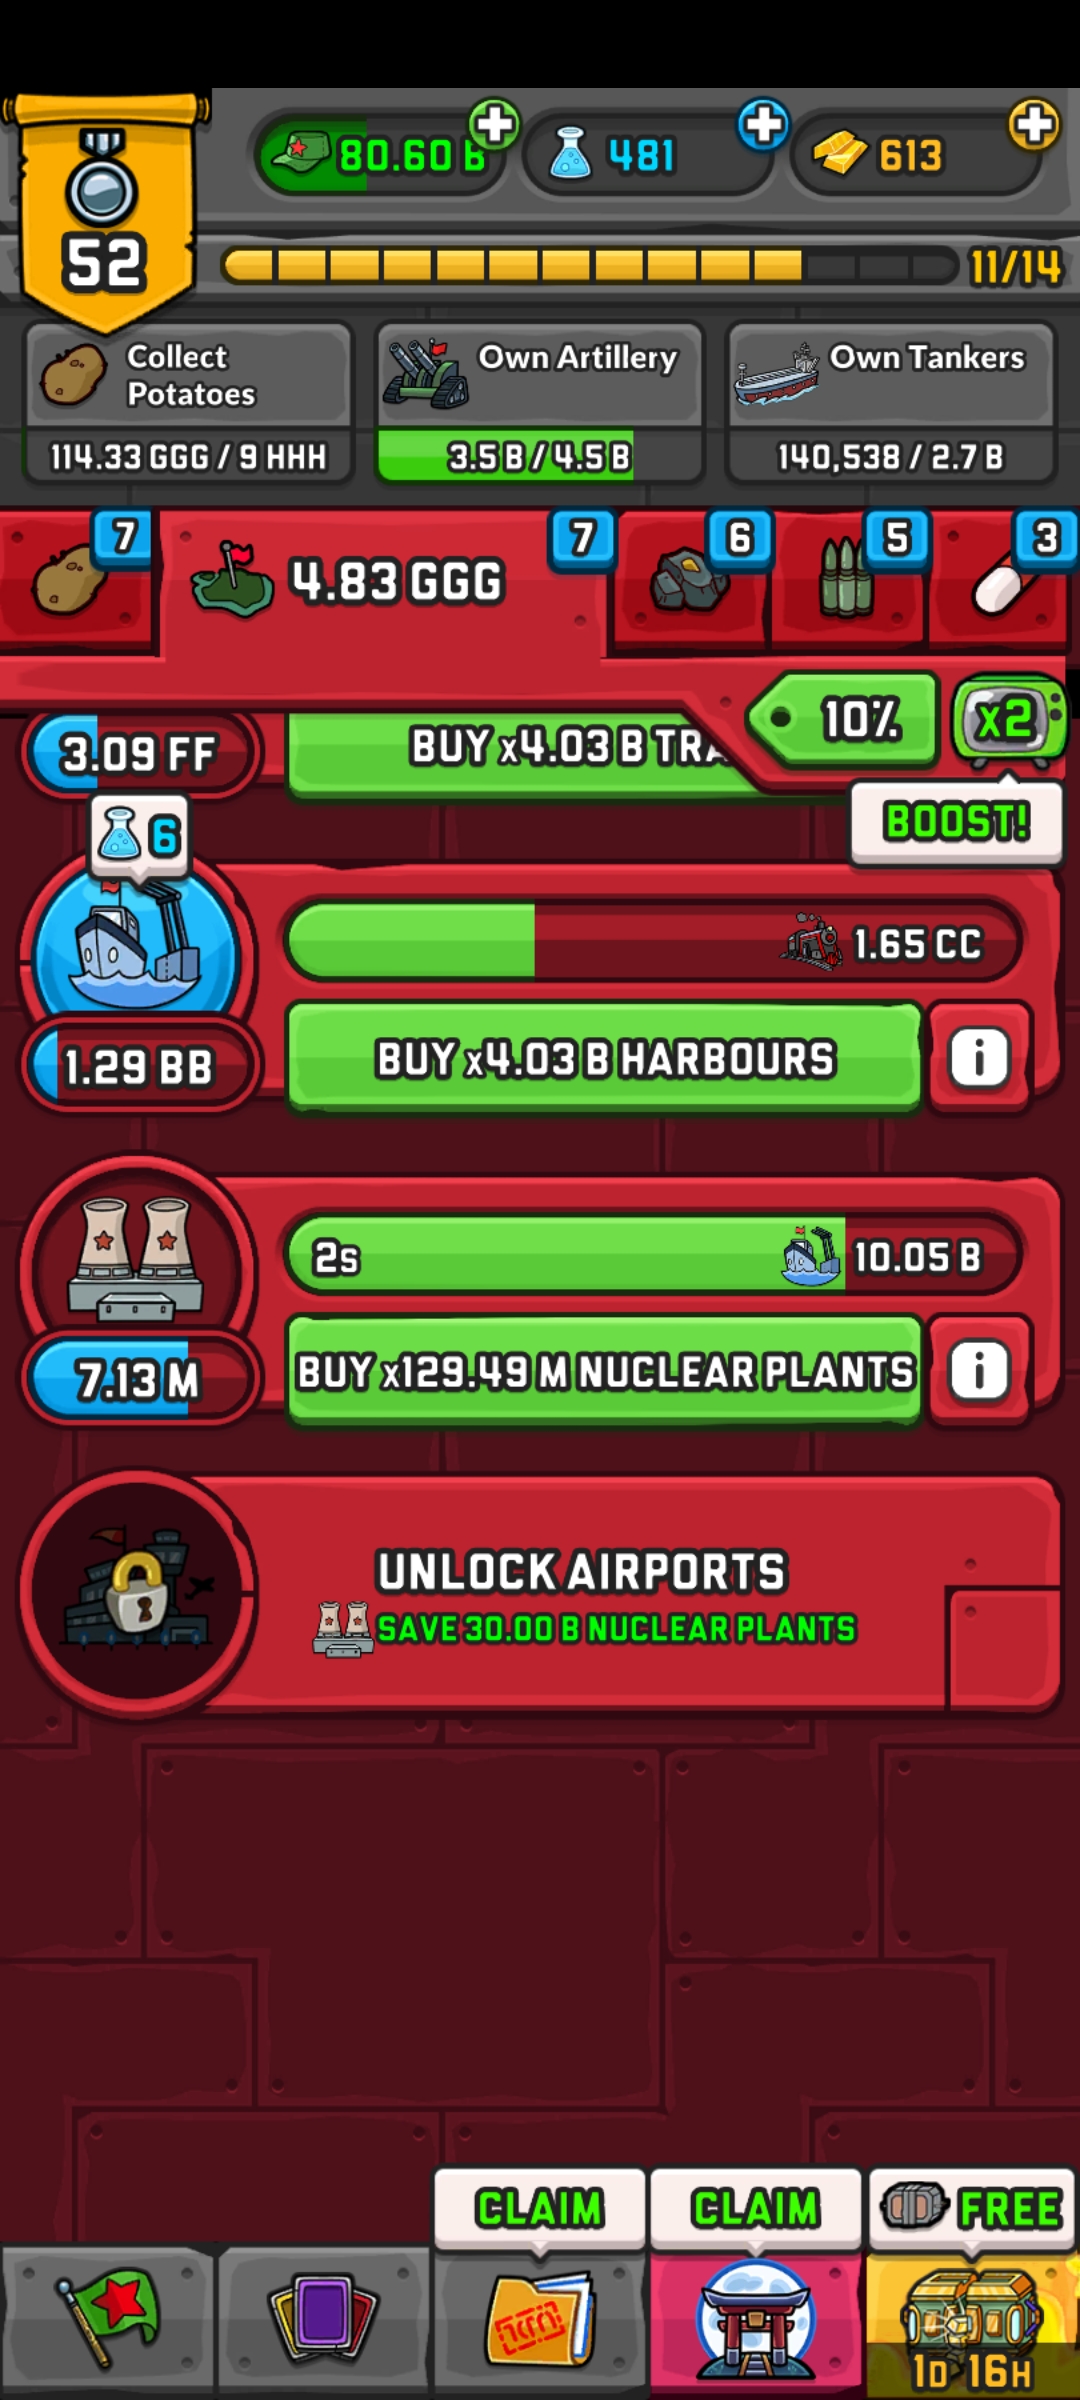 80.60 B
481
613
52
11/14
Collect
Potatoes
Own Artillery
Own Tankers
114.33 GGG / 9 HHH
3.5 B / 4.5 B
140,538 / 2.7 B
7
4.83 GGG
7
6
5
3
10%
x2
3.09 FF
BUY x4.03 B TRA
BOOST!
6
1.65 CC
1.29 BB
BUY x4.03 B HARBOURS
i
2s
10.05 B
7.13 M
BUY x129.49 M NUCLEAR PLANTS
i
UNLOCK AIRPORTS
SAVE 30.00 B NUCLEAR PLANTS
CLAIM
CLAIM
FREE
1D 16H